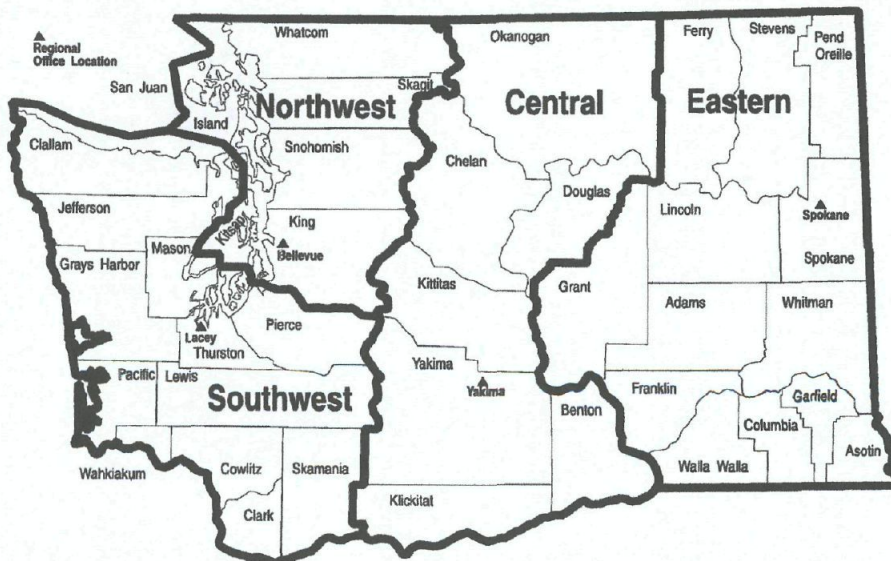 Regional
Office Location
San Juan
Whatcom
Skagit
Northwest
Island
Snohomish
King
Kitsap
Bellevue
Okanogan
Central
Chelan
Douglas
Kittitas
Yakima
Yakima
Benton
Klickitat
Ferry
Stevens
Pend
Oreille
Eastern
Lincoln
Spokane
Spokane
Grant
Adams
Whitman
Franklin
Garfield
Columbia
Walla Walla
Asotin
Clallam
Jefferson
Mason
Grays Harbor
Pierce
Lacey
Thurston
Pacific
Lewis
Southwest
Wahkiakum
Cowlitz
Skamania
Clark